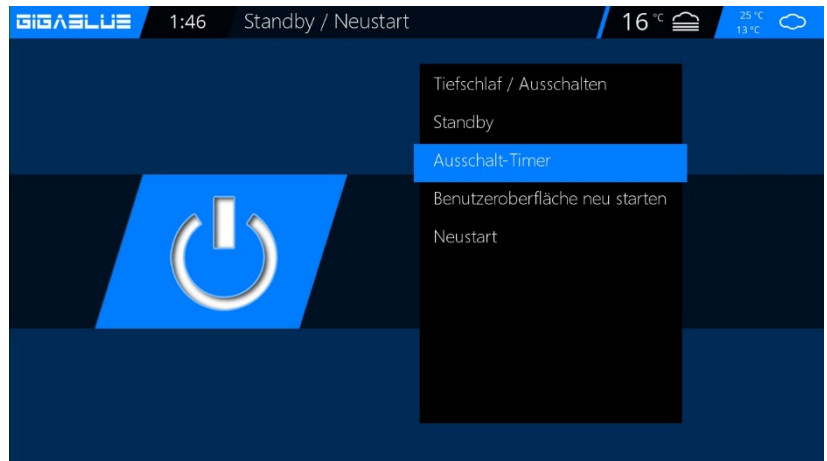 GIGABLUE 1:46 Standby / Neustart 16 °C 25 °C
13 °C
Tiefschlaf / Ausschalten
Standby
Ausschalt-Timer
Benutzeroberfläche neu starten
Neustart